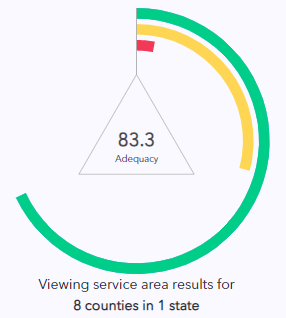 83.3
Adequacy
Viewing service area results for
8 counties in 1 state